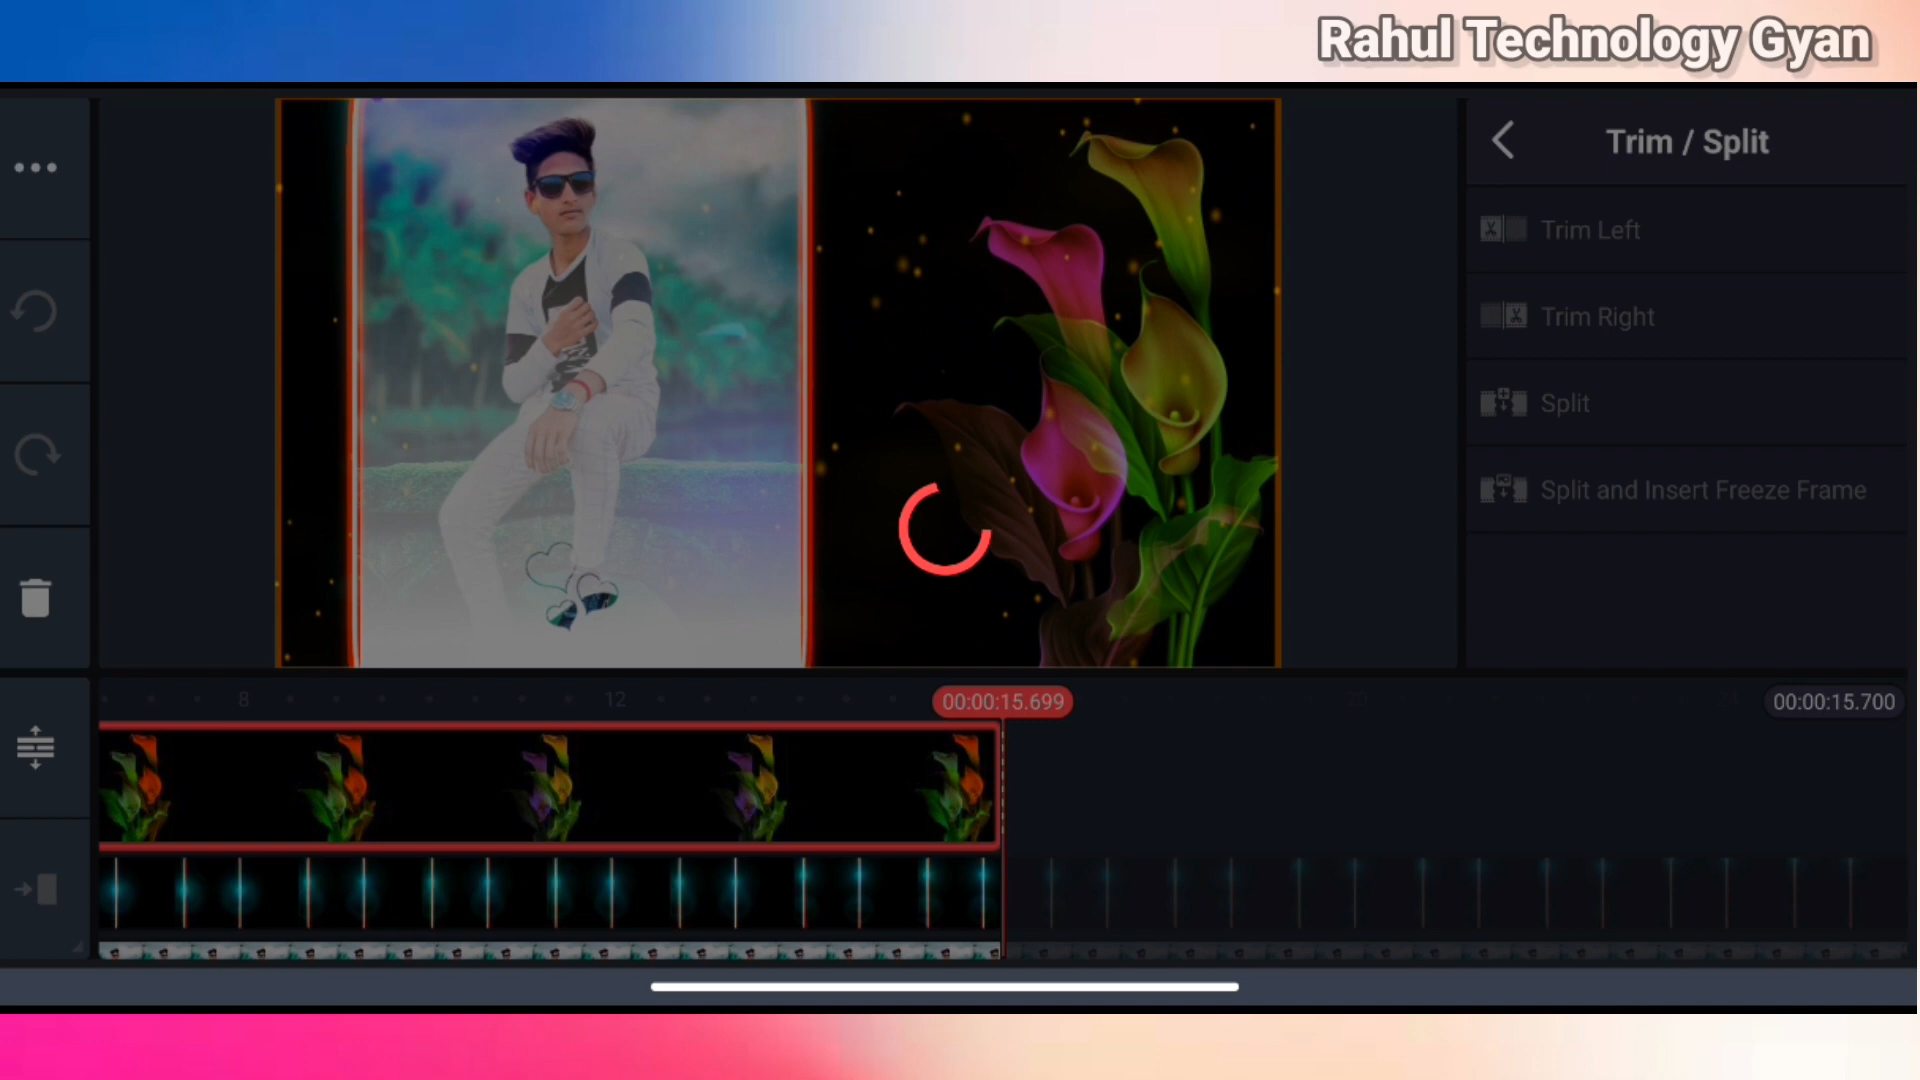 Rahul Technology Gyan
Trim / Split
Trim Left
Trim Right
Split
Split and Insert Freeze Frame
8
12
00:00:15.699
20
00:00:15.700